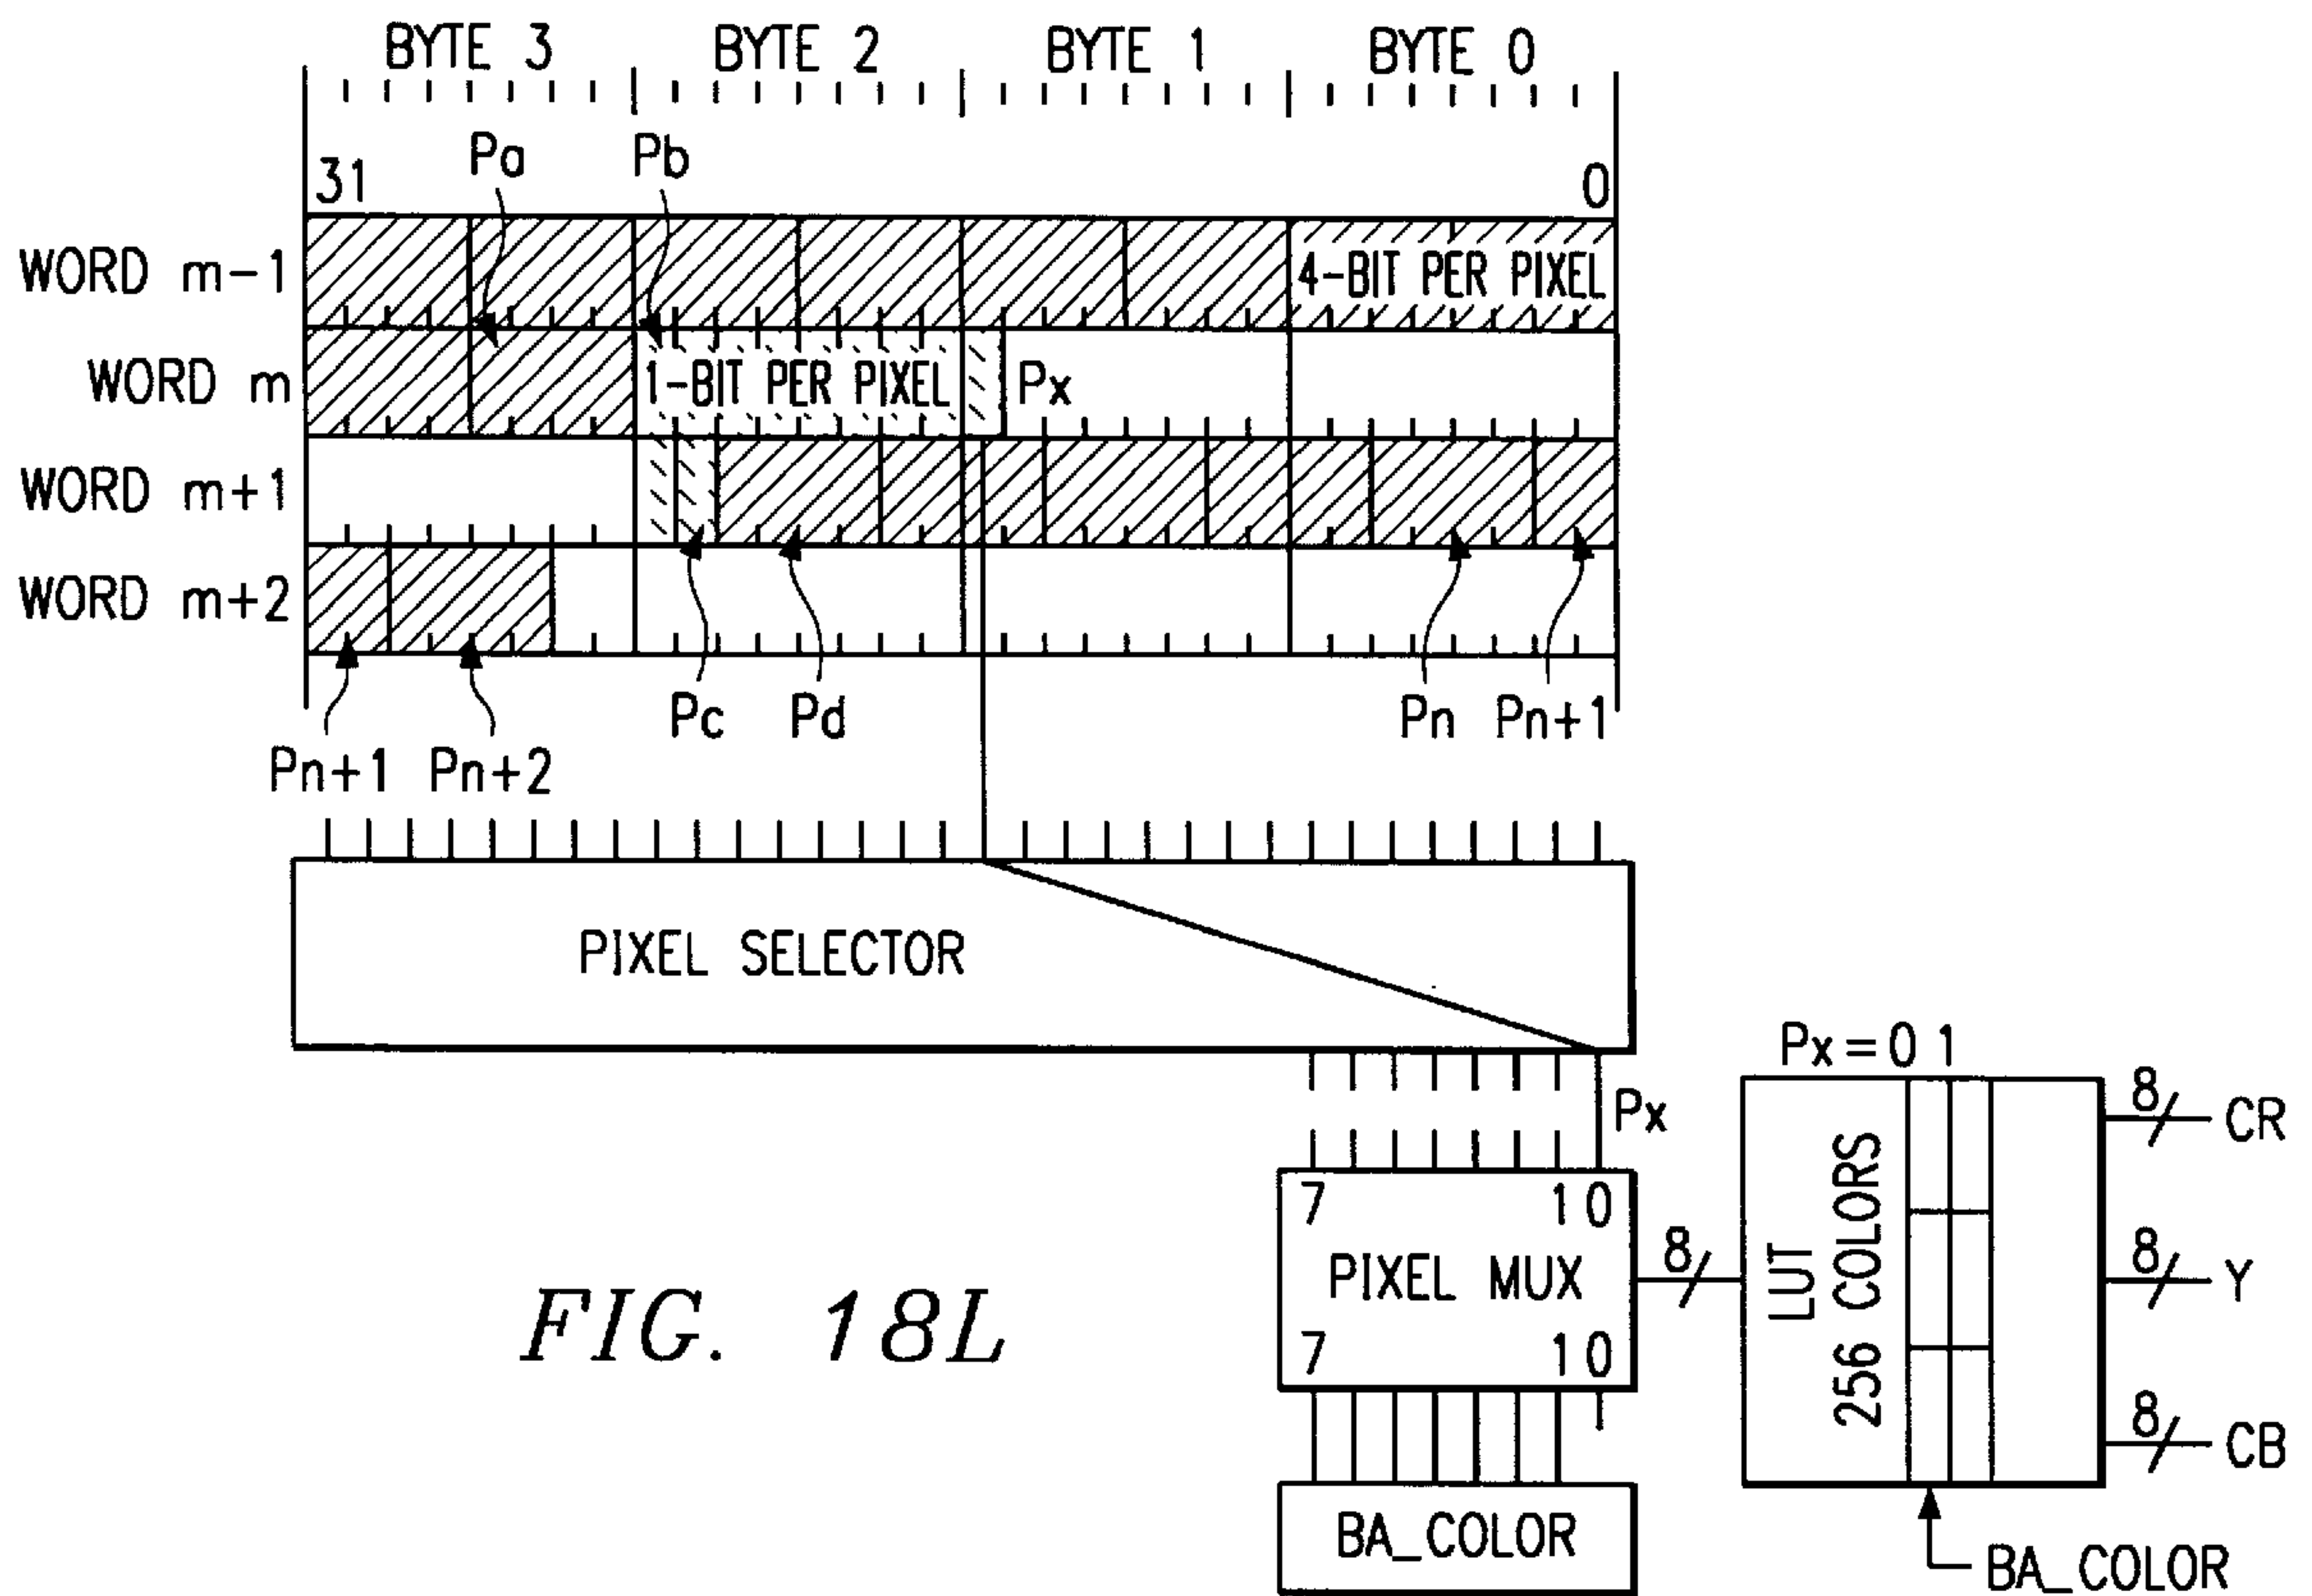 BYTE 3 BYTE 2 BYTE 1 BYTE 0
Pa Pb
31 0
WORD m-1 4-BIT PER PIXEL
WORD m 1-BIT PER PIXEL Px
WORD m+1
WORD m+2
Pc Pd Pn Pn+1
Pn+1 Pn+2
PIXEL SELECTOR
Px=0 1
Px
8 CR
7 1 0
LUT
256 COLORS
PIXEL MUX 8 8 Y
7 1 0
8 CB
FIG. 18L
BA_COLOR
BA_COLOR